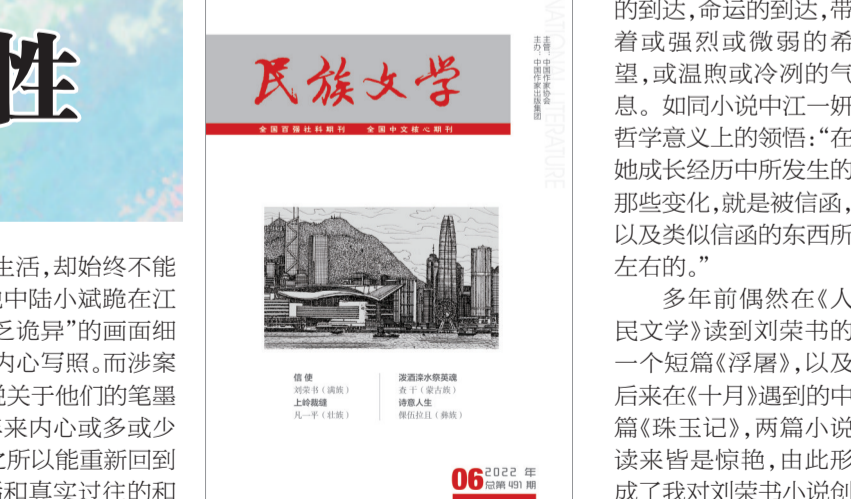 性
生活，却始终不能
地中陆小斌跪在江
乏诡异”的画面细
内心写照。而涉案
说关于他们的笔墨
年来内心或多或少
之所以能重新回到
活和真实过往的和
NATIONAL LITERATURE
主管：中国作家协会
主办：中国作家出版集团
民族文学
全国百强社科期刊 全国中文核心期刊
信使
刘荣书（满族）
上岭裁缝
凡一平（壮族）
泼酒滦水祭英魂
查干（蒙古族）
诗意人生
倮伍拉且（彝族）
06 2022 年
总第 491 期
的到达，命运的到达，带
着或强烈或微弱的希
望，或温煦或冷冽的气
息。如同小说中江一妍
哲学意义上的领悟：“在
她成长经历中所发生的
那些变化，就是被信函，
以及类似信函的东西所
左右的。”
多年前偶然在《人
民文学》读到刘荣书的
一个短篇《浮屠》，以及
后来在《十月》遇到的中
篇《珠玉记》，两篇小说
读来皆是惊艳，由此形
成了我对刘荣书小说创